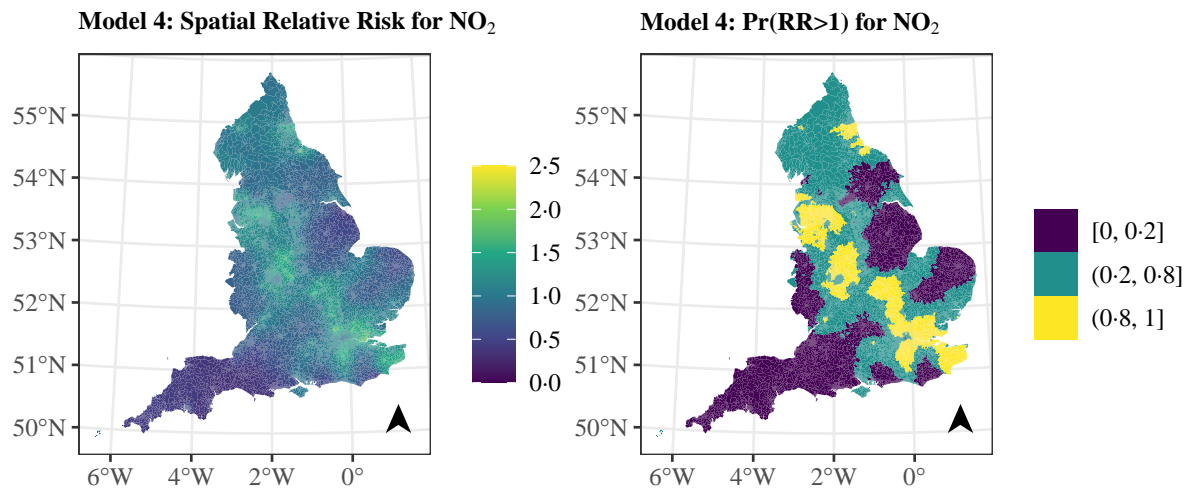 Model 4: Spatial Relative Risk for NO₂
Model 4: Pr(RR>1) for NO₂
55°N
54°N
53°N
52°N
51°N
50°N
6°W
4°W
2°W
0°
2·5
2·0
1·5
1·0
0·5
0·0
55°N
54°N
53°N
52°N
51°N
50°N
6°W
4°W
2°W
0°
[0, 0·2]
(0·2, 0·8]
(0·8, 1]